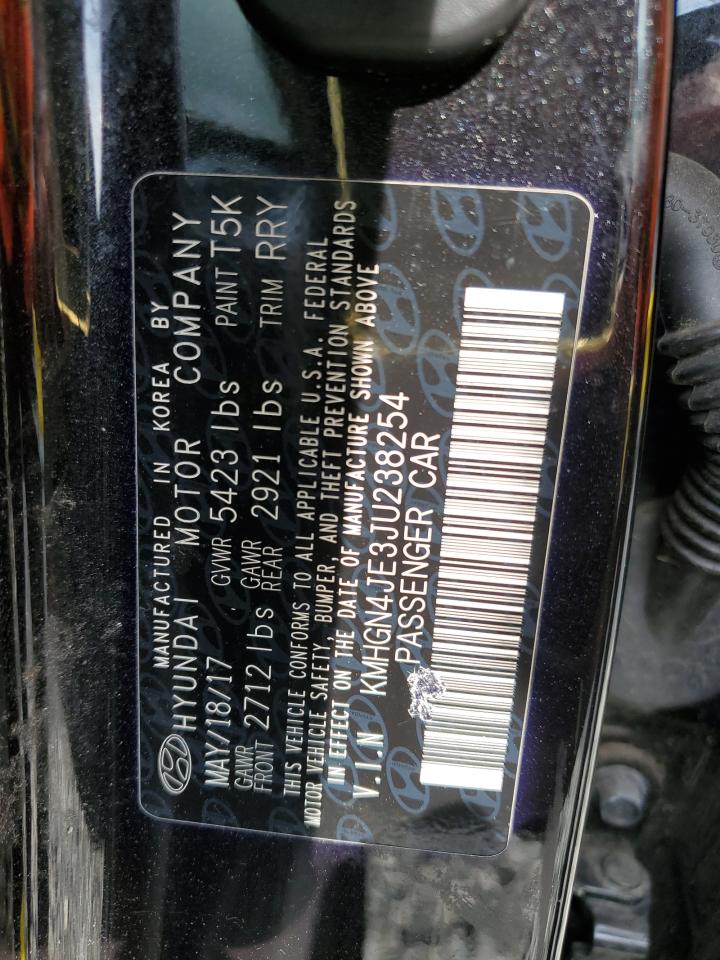 MANUFACTURED IN KOREA BY
HYUNDAI MOTOR COMPANY
MAY/18/17 GVWR 5423 lbs PAINT T5K
GAWR FRONT 2712 lbs GAWR REAR 2921 lbs TRIM RRY
THIS VEHICLE CONFORMS TO ALL APPLICABLE U.S.A. FEDERAL
MOTOR VEHICLE SAFETY, BUMPER, AND THEFT PREVENTION STANDARDS
IN EFFECT ON THE DATE OF MANUFACTURE SHOWN ABOVE
V.I.N KMHGN4JE3JU238254
PASSENGER CAR